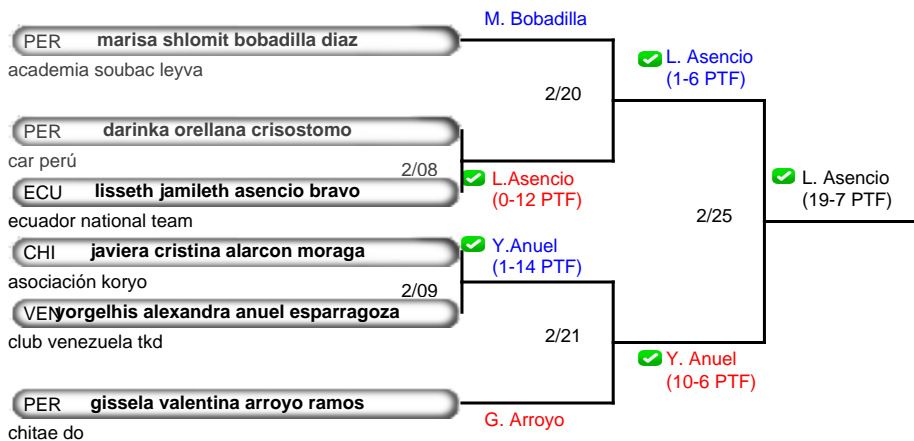 M. Bobadilla
PER marisa shlomit bobadilla diaz
academia soubac leyva
L. Asencio
(1-6 PTF)
2/20
PER darinka orellana crisostomo
car perú
2/08
ECU lisseth jamileth asencio bravo
ecuador national team
L.Asencio
(0-12 PTF)
L. Asencio
(19-7 PTF)
2/25
CHI javiera cristina alarcon moraga
asociación koryo
Y.Anuel
(1-14 PTF)
2/09
VEN yorgelhis alexandra anuel esparragoza
club venezuela tkd
2/21
Y. Anuel
(10-6 PTF)
PER gissela valentina arroyo ramos
chitae do
G. Arroyo